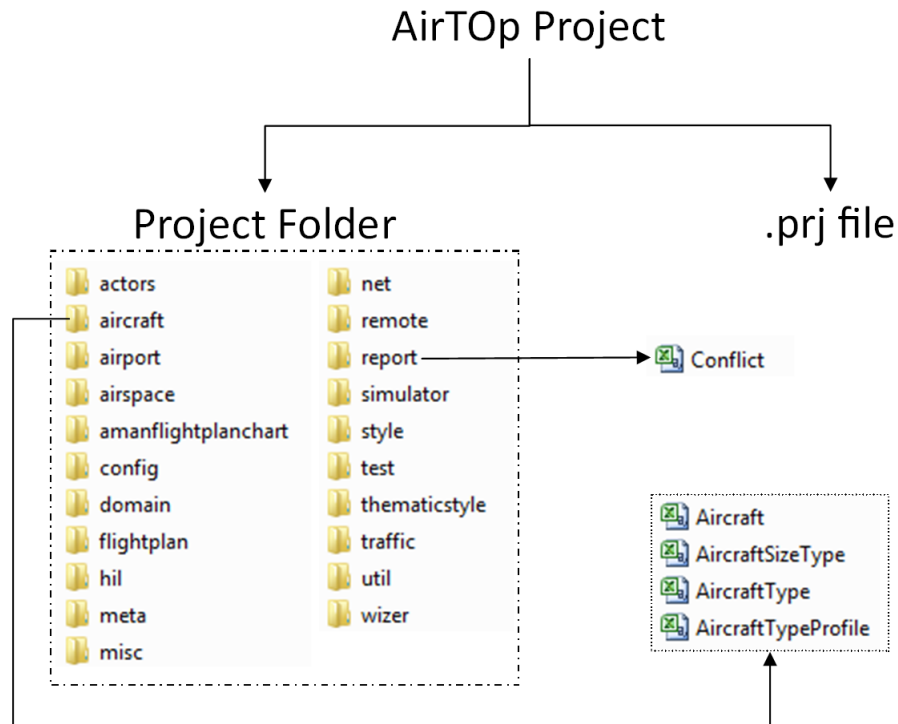 AirTOp Project
Project Folder
.prj file
actors
aircraft
airport
airspace
amanflightplanchart
config
domain
flightplan
hil
meta
misc
net
remote
report
simulator
style
test
thematicstyle
traffic
util
wizer
Conflict
Aircraft
AircraftSizeType
AircraftType
AircraftTypeProfile